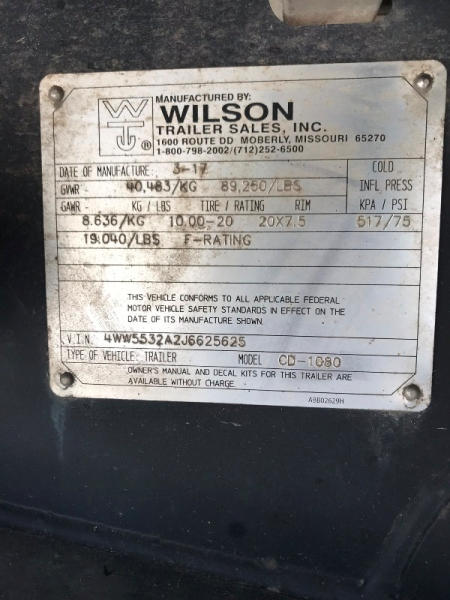 MANUFACTURED BY:
WILSON
TRAILER SALES, INC.
1600 ROUTE DD MOBERLY, MISSOURI 65270
1-800-798-2002/(712)252-6500
WT ®
DATE OF MANUFACTURE 3-17 COLD
GVWR - 40,483/KG 89,250/LBS INFL PRESS
GAWR - KG / LBS TIRE / RATING RIM KPA / PSI
8,636/KG 10.00-20 20X7.5 517/75
19,040/LBS F-RATING
THIS VEHICLE CONFORMS TO ALL APPLICABLE FEDERAL
MOTOR VEHICLE SAFETY STANDARDS IN EFFECT ON THE
DATE OF ITS MANUFACTURE SHOWN.
V.I.N. 4WW5532A2J6625625
TYPE OF VEHICLE: TRAILER MODEL CD-1080
OWNER'S MANUAL AND DECAL KITS FOR THIS TRAILER ARE
AVAILABLE WITHOUT CHARGE.
A8B02629H